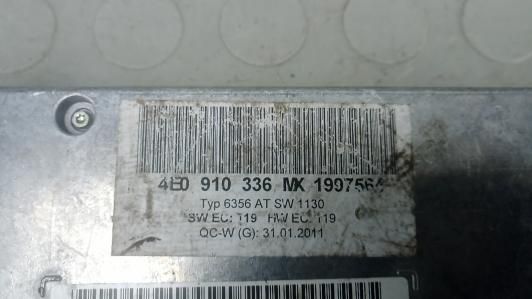 4E0 910 336 MX 1997564
Typ 6356 AT SW 1130
SW EC: 119 HW EC: 119
QC-W (G): 31.01.2011